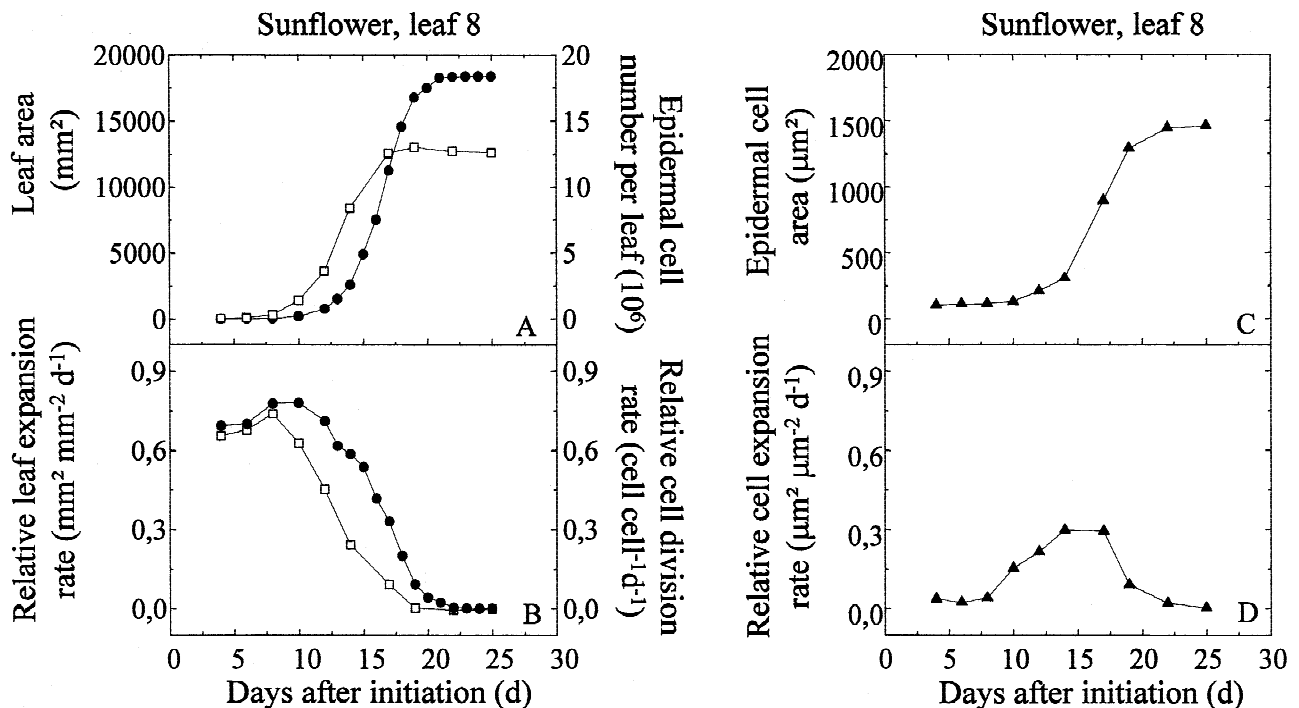 Sunflower, leaf 8
Leaf area
(mm²)
20000
15000
10000
5000
0
20
15
10
5
0
Epidermal cell
number per leaf (10⁶)
A
Relative leaf expansion
rate (mm² mm⁻² d⁻¹)
0,9
0,6
0,3
0,0
0,9
0,6
0,3
0,0
Relative cell division
rate (cell cell⁻¹d⁻¹)
B
0 5 10 15 20 25 30
Days after initiation (d)
Sunflower, leaf 8
Epidermal cell
area (µm²)
2000
1500
1000
500
0
C
Relative cell expansion
rate (µm² µm⁻² d⁻¹)
0,9
0,6
0,3
0,0
D
0 5 10 15 20 25 30
Days after initiation (d)